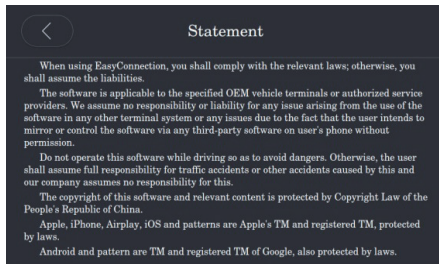 Statement
When using EasyConnection, you shall comply with the relevant laws; otherwise, you
shall assume the liabilities.
The software is applicable to the specified OEM vehicle terminals or authorized service
providers. We assume no responsibility or liability for any issue arising from the use of the
software in any other terminal system or any issues due to the fact that the user intends to
mirror or control the software via any third-party software on user's phone without
permission.
Do not operate this software while driving so as to avoid dangers. Otherwise, the user
shall assume full responsibility for traffic accidents or other accidents caused by this and
our company assumes no responsibility for this.
The copyright of this software and relevant content is protected by Copyright Law of the
People's Republic of China.
Apple, iPhone, Airplay, iOS and patterns are Apple's TM and registered TM, protected
by laws.
Android and pattern are TM and registered TM of Google, also protected by laws.